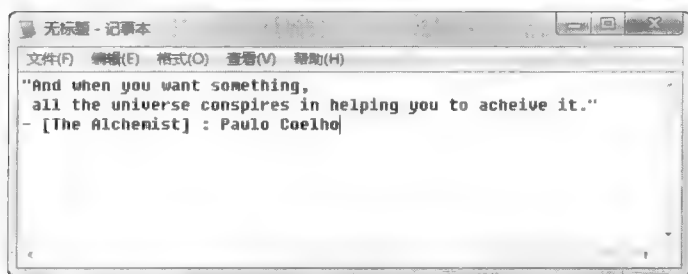 无标题 - 记事本
文件(F) 编辑(E) 格式(O) 查看(V) 帮助(H)
"And when you want something,
all the universe conspires in helping you to acheive it."
- [The Alchemist] : Paulo Coelho